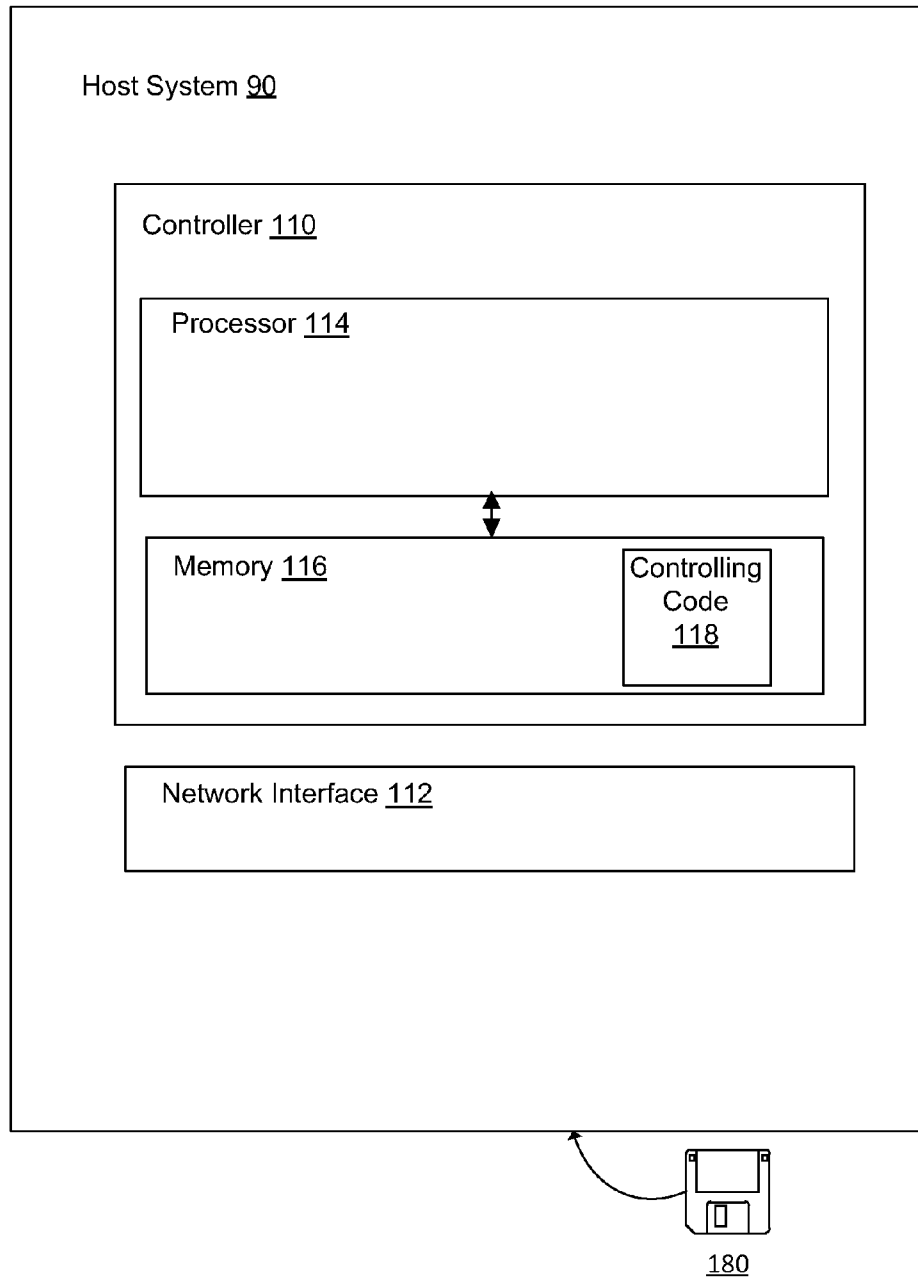 Host System 90
Controller 110
Processor 114
Memory 116
Controlling
Code
118
Network Interface 112
180